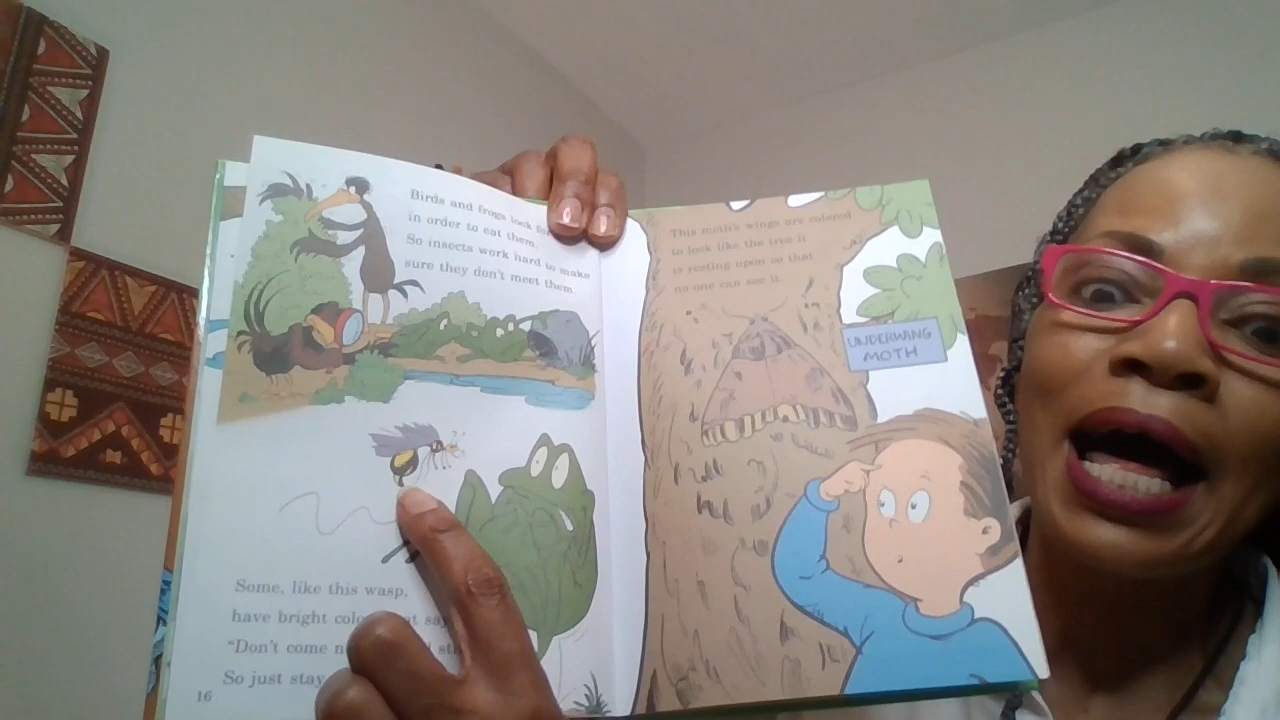 Birds and frogs look for
in order to eat them.
So insects work hard to make
sure they don't meet them.
Some, like this wasp,
have bright say
"Don't come
So just stay
16
This moth's wings are colored
to look like the tree it
is resting upon so that
no one can see it.
UNDERWING
MOTH